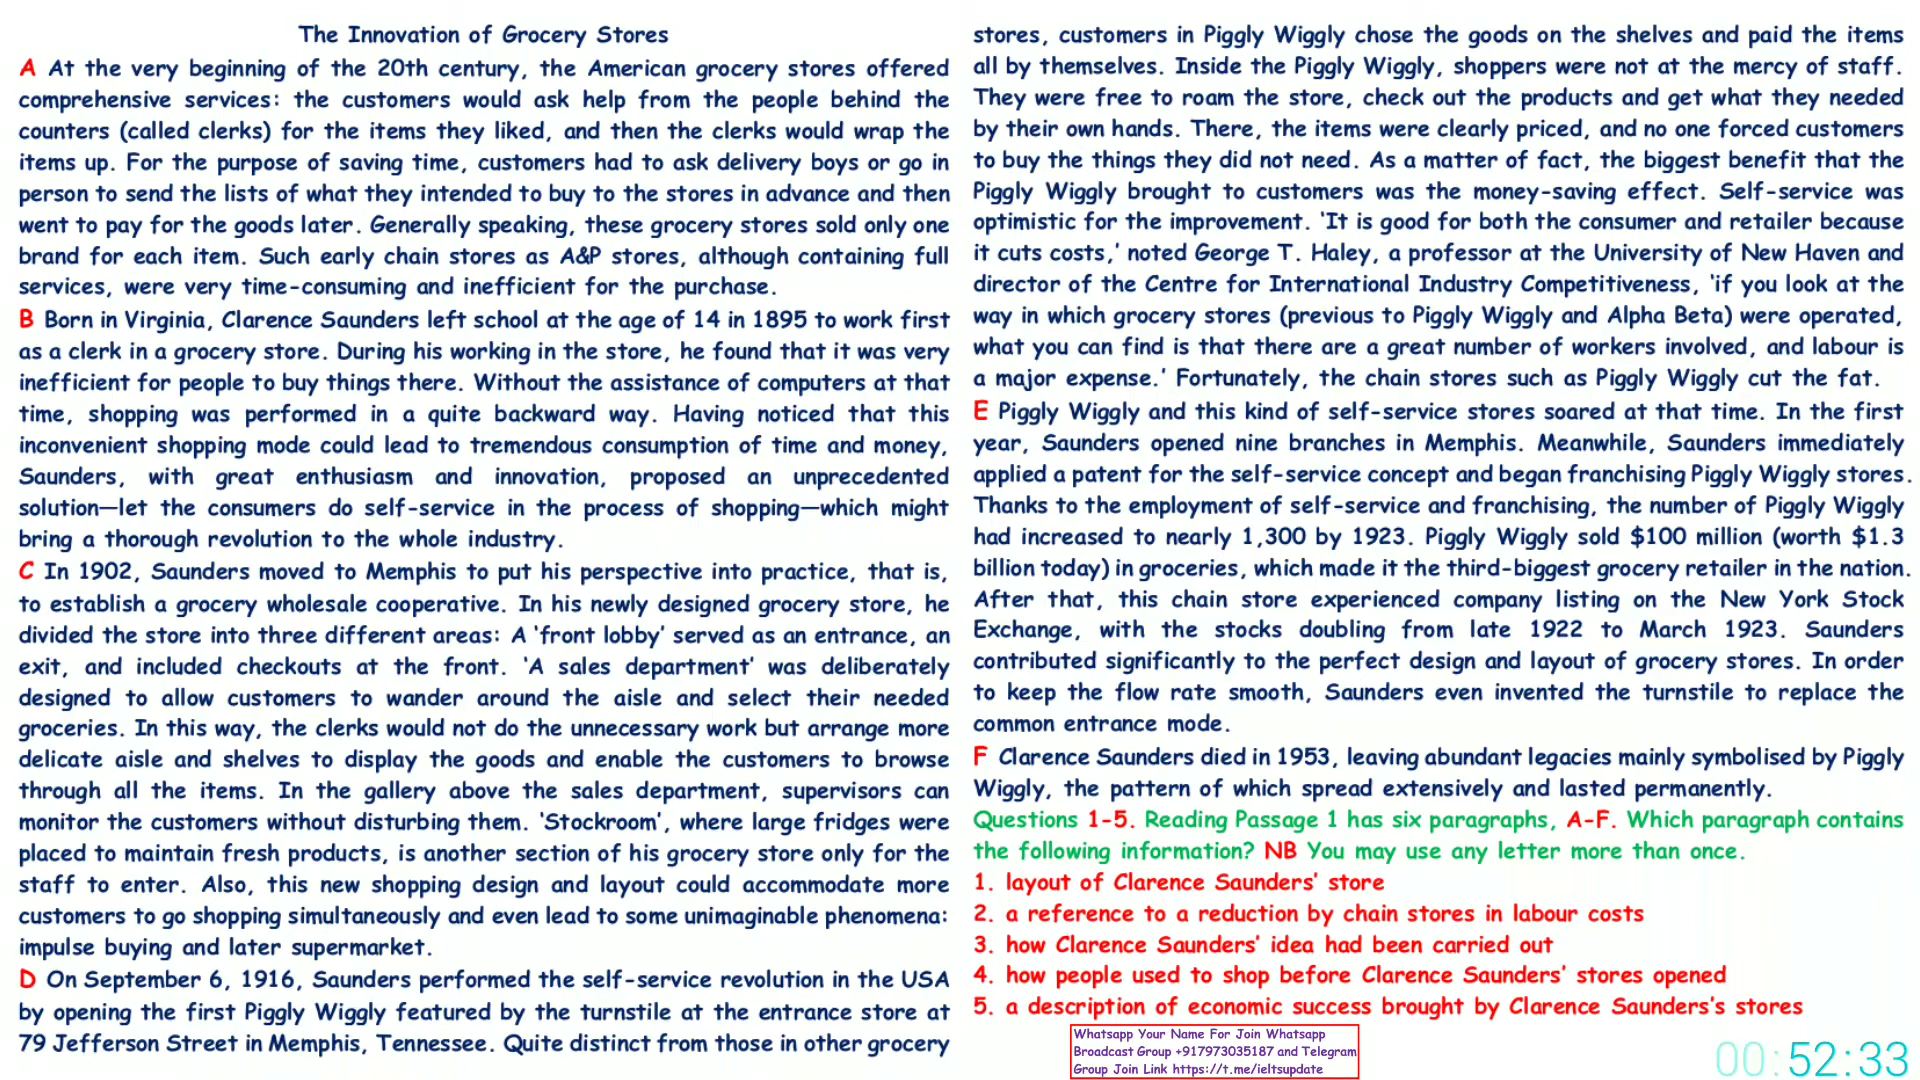 The Innovation of Grocery Stores
A At the very beginning of the 20th century, the American grocery stores offered
comprehensive services: the customers would ask help from the people behind the
counters (called clerks) for the items they liked, and then the clerks would wrap the
items up. For the purpose of saving time, customers had to ask delivery boys or go in
person to send the lists of what they intended to buy to the stores in advance and then
went to pay for the goods later. Generally speaking, these grocery stores sold only one
brand for each item. Such early chain stores as A&P stores, although containing full
services, were very time-consuming and inefficient for the purchase.
B Born in Virginia, Clarence Saunders left school at the age of 14 in 1895 to work first
as a clerk in a grocery store. During his working in the store, he found that it was very
inefficient for people to buy things there. Without the assistance of computers at that
time, shopping was performed in a quite backward way. Having noticed that this
inconvenient shopping mode could lead to tremendous consumption of time and money,
Saunders, with great enthusiasm and innovation, proposed an unprecedented
solution—let the consumers do self-service in the process of shopping—which might
bring a thorough revolution to the whole industry.
C In 1902, Saunders moved to Memphis to put his perspective into practice, that is,
to establish a grocery wholesale cooperative. In his newly designed grocery store, he
divided the store into three different areas: A 'front lobby' served as an entrance, an
exit, and included checkouts at the front. 'A sales department' was deliberately
designed to allow customers to wander around the aisle and select their needed
groceries. In this way, the clerks would not do the unnecessary work but arrange more
delicate aisle and shelves to display the goods and enable the customers to browse
through all the items. In the gallery above the sales department, supervisors can
monitor the customers without disturbing them. 'Stockroom', where large fridges were
placed to maintain fresh products, is another section of his grocery store only for the
staff to enter. Also, this new shopping design and layout could accommodate more
customers to go shopping simultaneously and even lead to some unimaginable phenomena:
impulse buying and later supermarket.
D On September 6, 1916, Saunders performed the self-service revolution in the USA
by opening the first Piggly Wiggly featured by the turnstile at the entrance store at
79 Jefferson Street in Memphis, Tennessee. Quite distinct from those in other grocery
stores, customers in Piggly Wiggly chose the goods on the shelves and paid the items
all by themselves. Inside the Piggly Wiggly, shoppers were not at the mercy of staff.
They were free to roam the store, check out the products and get what they needed
by their own hands. There, the items were clearly priced, and no one forced customers
to buy the things they did not need. As a matter of fact, the biggest benefit that the
Piggly Wiggly brought to customers was the money-saving effect. Self-service was
optimistic for the improvement. 'It is good for both the consumer and retailer because
it cuts costs,' noted George T. Haley, a professor at the University of New Haven and
director of the Centre for International Industry Competitiveness, 'if you look at the
way in which grocery stores (previous to Piggly Wiggly and Alpha Beta) were operated,
what you can find is that there are a great number of workers involved, and labour is
a major expense.' Fortunately, the chain stores such as Piggly Wiggly cut the fat.
E Piggly Wiggly and this kind of self-service stores soared at that time. In the first
year, Saunders opened nine branches in Memphis. Meanwhile, Saunders immediately
applied a patent for the self-service concept and began franchising Piggly Wiggly stores.
Thanks to the employment of self-service and franchising, the number of Piggly Wiggly
had increased to nearly 1,300 by 1923. Piggly Wiggly sold $100 million (worth $1.3
billion today) in groceries, which made it the third-biggest grocery retailer in the nation.
After that, this chain store experienced company listing on the New York Stock
Exchange, with the stocks doubling from late 1922 to March 1923. Saunders
contributed significantly to the perfect design and layout of grocery stores. In order
to keep the flow rate smooth, Saunders even invented the turnstile to replace the
common entrance mode.
F Clarence Saunders died in 1953, leaving abundant legacies mainly symbolised by Piggly
Wiggly, the pattern of which spread extensively and lasted permanently.
Questions 1-5. Reading Passage 1 has six paragraphs, A-F. Which paragraph contains
the following information? NB You may use any letter more than once.
1. layout of Clarence Saunders' store
2. a reference to a reduction by chain stores in labour costs
3. how Clarence Saunders' idea had been carried out
4. how people used to shop before Clarence Saunders' stores opened
5. a description of economic success brought by Clarence Saunders's stores
Whatsapp Your Name For Join Whatsapp
Broadcast Group +917973035187 and Telegram
Group Join Link https://t.me/ieltsupdate
00:52:33